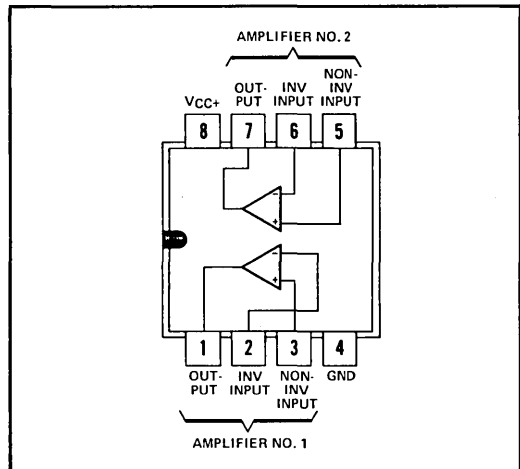 AMPLIFIER NO. 2
VCC+
OUT-
PUT
INV
INPUT
NON-
INV
INPUT
8
7
6
5
-
+
-
+
1
2
3
4
OUT-
PUT
INV
INPUT
NON-
INV
INPUT
GND
AMPLIFIER NO. 1